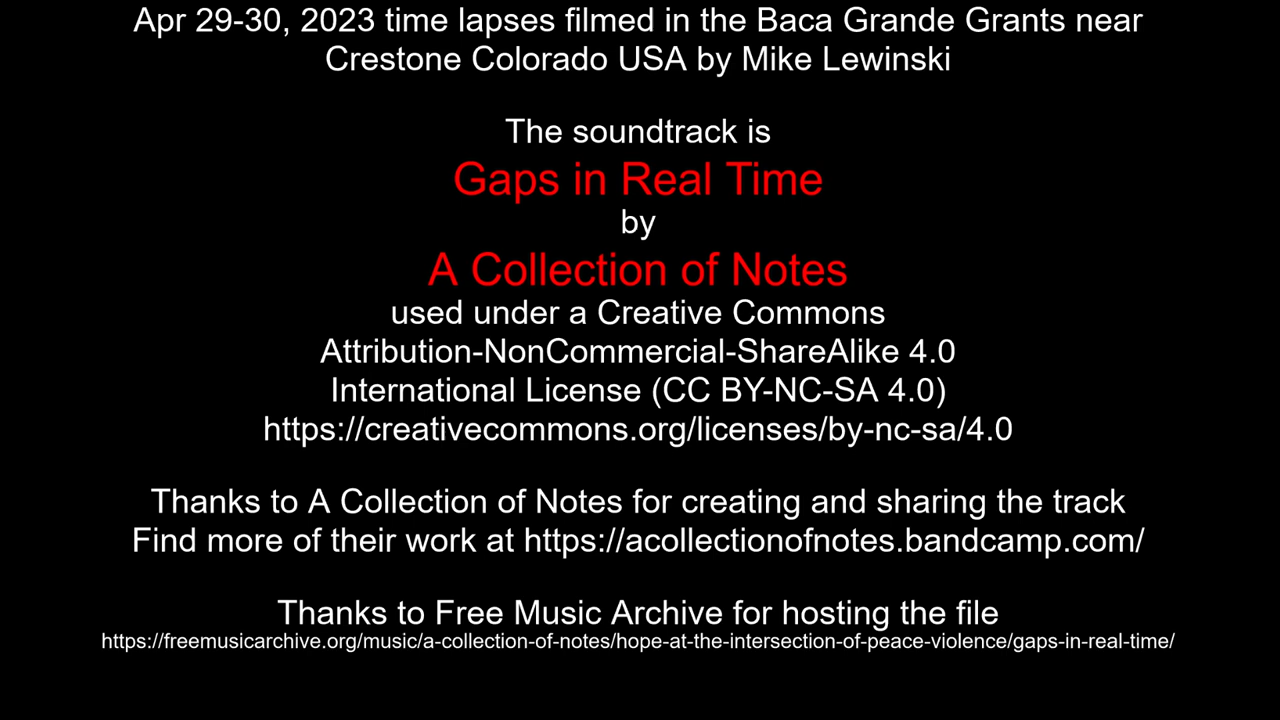 Apr 29-30, 2023 time lapses filmed in the Baca Grande Grants near
Crestone Colorado USA by Mike Lewinski
The soundtrack is
Gaps in Real Time
by
A Collection of Notes
used under a Creative Commons
Attribution-NonCommercial-ShareAlike 4.0
International License (CC BY-NC-SA 4.0)
https://creativecommons.org/licenses/by-nc-sa/4.0
Thanks to A Collection of Notes for creating and sharing the track
Find more of their work at https://acollectionofnotes.bandcamp.com/
Thanks to Free Music Archive for hosting the file
https://freemusicarchive.org/music/a-collection-of-notes/hope-at-the-intersection-of-peace-violence/gaps-in-real-time/